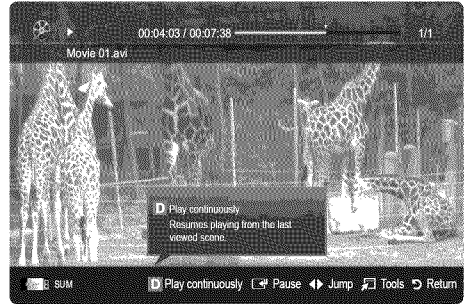 00:04:03 / 00:07:38 1/1
Movie 01.avi
D Play continuously
Resumes playing from the last
viewed scene.
SUM D Play continuously Pause Jump Tools Return